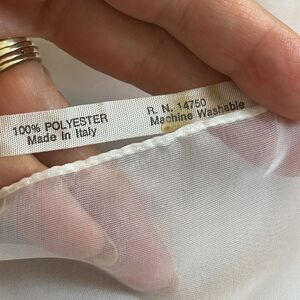 100% POLYESTER
Made In Italy
R. N. 14750
Machine Washable